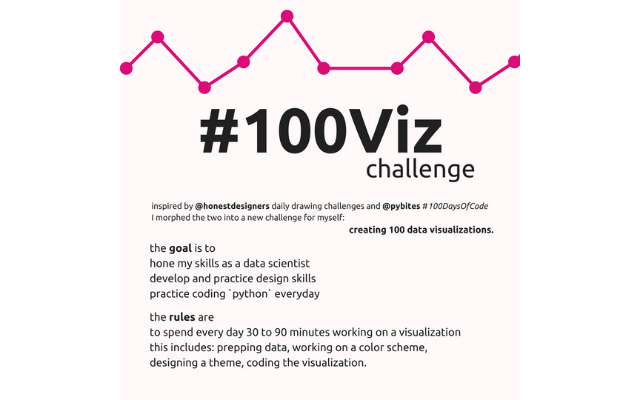 #100Viz
challenge
inspired by @honestdesigners daily drawing challenges and @pybites #100DaysOfCode
I morphed the two into a new challenge for myself:
creating 100 data visualizations.
the goal is to
hone my skills as a data scientist
develop and practice design skills
practice coding `python` everyday
the rules are
to spend every day 30 to 90 minutes working on a visualization
this includes: prepping data, working on a color scheme,
designing a theme, coding the visualization.